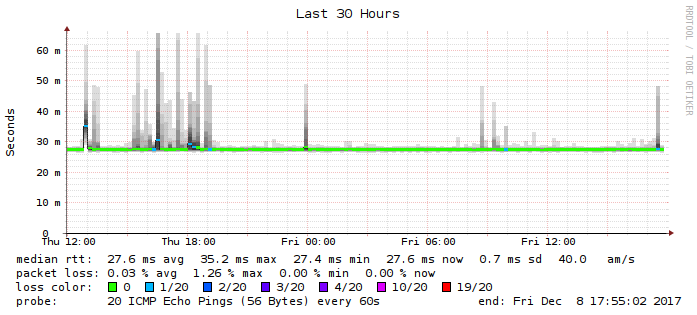 Last 30 Hours
RRDTOOL / TOBI OETIKER
Seconds
60 m
50 m
40 m
30 m
20 m
10 m
0
Thu 12:00 Thu 18:00 Fri 00:00 Fri 06:00 Fri 12:00
median rtt: 27.6 ms avg 35.2 ms max 27.4 ms min 27.6 ms now 0.7 ms sd 40.0 am/s
packet loss: 0.03 % avg 1.26 % max 0.00 % min 0.00 % now
loss color: 0 1/20 2/20 3/20 4/20 10/20 19/20
probe: 20 ICMP Echo Pings (56 Bytes) every 60s end: Fri Dec 8 17:55:02 2017